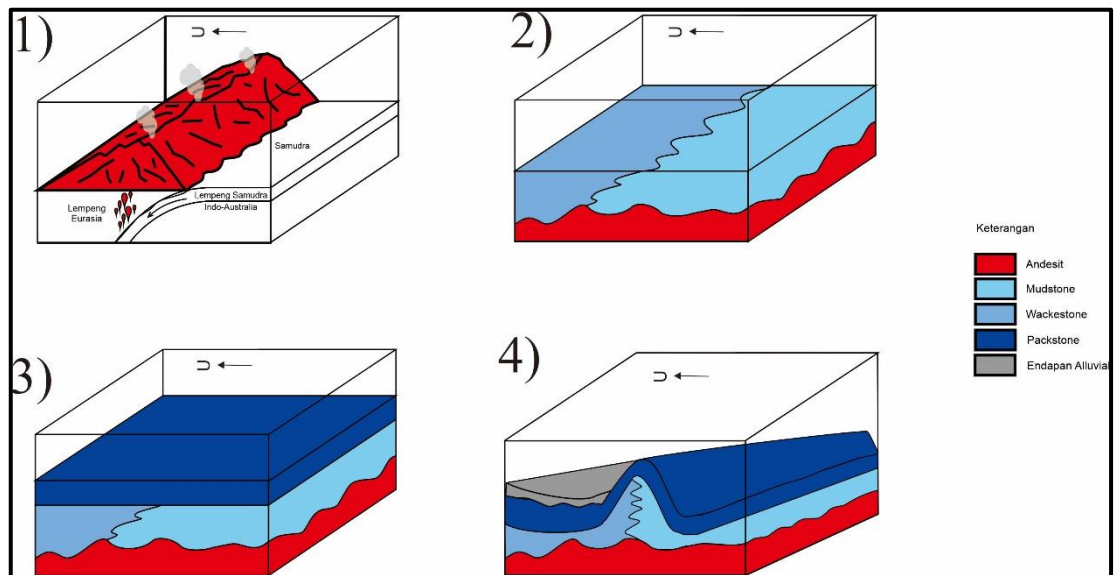 1)
U
Samudra
Lempeng Samudra
Lempeng
Eurasia
Indo-Australia
2)
U
Keterangan
Andesit
Mudstone
Wackestone
Packstone
Endapan Alluvial
3)
U
4)
U